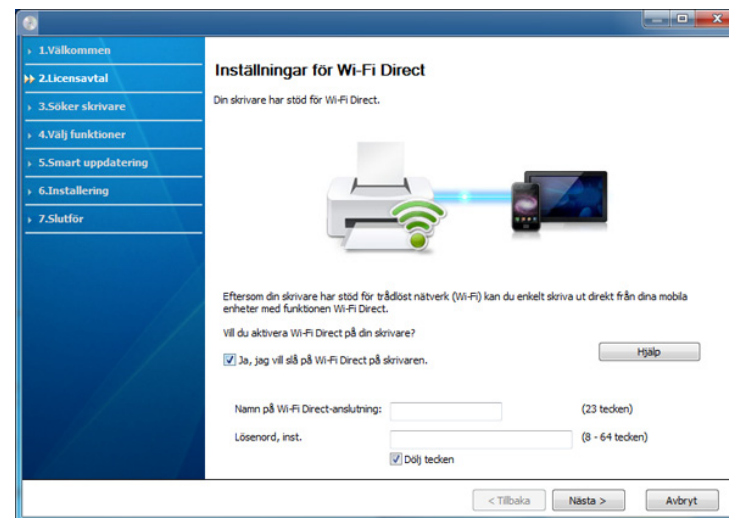 1.Välkommen
2.Licensavtal
3.Söker skrivare
4.Välj funktioner
5.Smart uppdatering
6.Installering
7.Slutför
Inställningar för Wi-Fi Direct
Din skrivare har stöd för Wi-Fi Direct.
Eftersom din skrivare har stöd för trådlöst nätverk (Wi-Fi) kan du enkelt skriva ut direkt från dina mobila
enheter med funktionen Wi-Fi Direct.
Vill du aktivera Wi-Fi Direct på din skrivare?
Ja, jag vill slå på Wi-Fi Direct på skrivaren.
Hjälp
Namn på Wi-Fi Direct-anslutning: (23 tecken)
Lösenord, inst. (8 - 64 tecken)
Dölj tecken
< Tillbaka Nästa > Avbryt